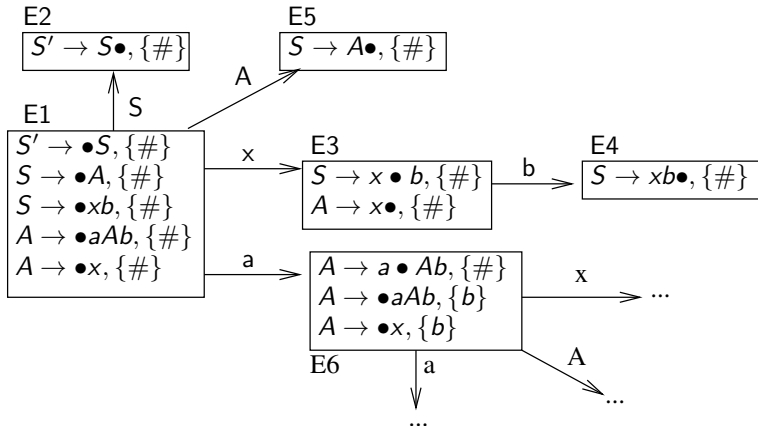 E2
S′ → S●, {#}
E5
S → A●, {#}
S
A
E1
S′ → ●S, {#}
S → ●A, {#}
S → ●xb, {#}
A → ●aAb, {#}
A → ●x, {#}
x
E3
S → x ● b, {#}
A → x●, {#}
b
E4
S → xb●, {#}
a
A → a ● Ab, {#}
A → ●aAb, {b}
A → ●x, {b}
E6
x
...
A
...
a
...